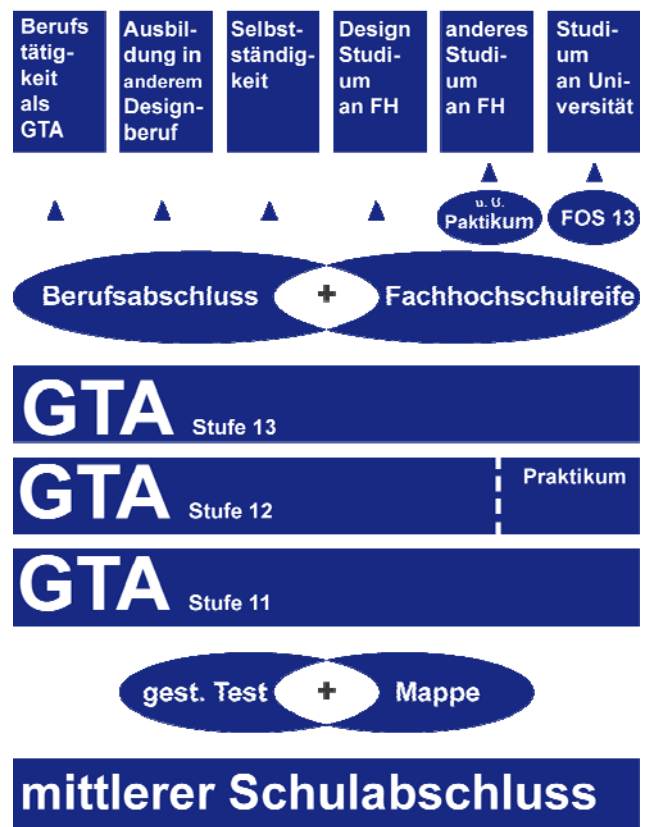 Berufs
tätig-
keit
als
GTA
Ausbil-
dung in
anderem
Design-
beruf
Selbst-
ständig-
keit
Design
Studi-
um
an FH
anderes
Studi-
um
an FH
Studi-
um
an Uni-
versität
u. U.
Paktikum
FOS 13
Berufsabschluss + Fachhochschulreife
GTA Stufe 13
GTA Stufe 12 Praktikum
GTA Stufe 11
gest. Test + Mappe
mittlerer Schulabschluss